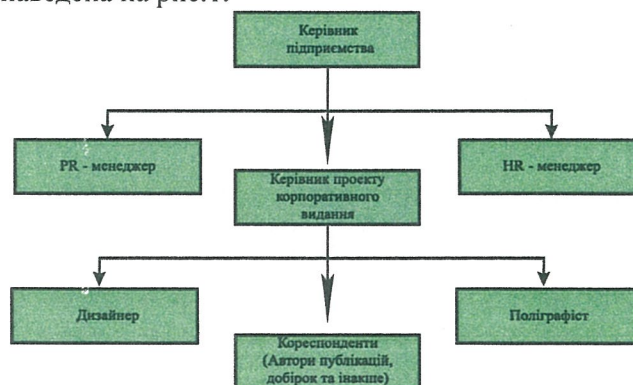 наведена на рис.1.
Керівник
підприємства
PR - менеджер
HR - менеджер
Керівник проекту
корпоративного
видання
Дизайнер
Поліграфіст
Кореспонденти
(Автори публікацій,
добірок та інакше)